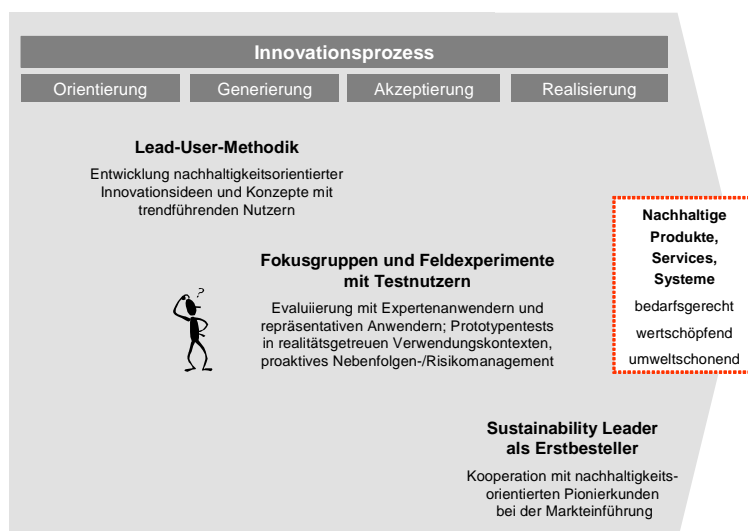 Innovationsprozess
Orientierung Generierung Akzeptierung Realisierung
Lead-User-Methodik
Entwicklung nachhaltigkeitsorientierter
Innovationsideen und Konzepte mit
trendführenden Nutzern
Nachhaltige
Produkte,
Services,
Systeme
bedarfsgerecht
wertschöpfend
umweltschonend
Fokusgruppen und Feldexperimente
mit Testnutzern
?
Evaluiierung mit Expertenanwendern und
repräsentativen Anwendern; Prototypentests
in realitätsgetreuen Verwendungskontexten,
proaktives Nebenfolgen-/Risikomanagement
Sustainability Leader
als Erstbesteller
Kooperation mit nachhaltigkeits-
orientierten Pionierkunden
bei der Markteinführung